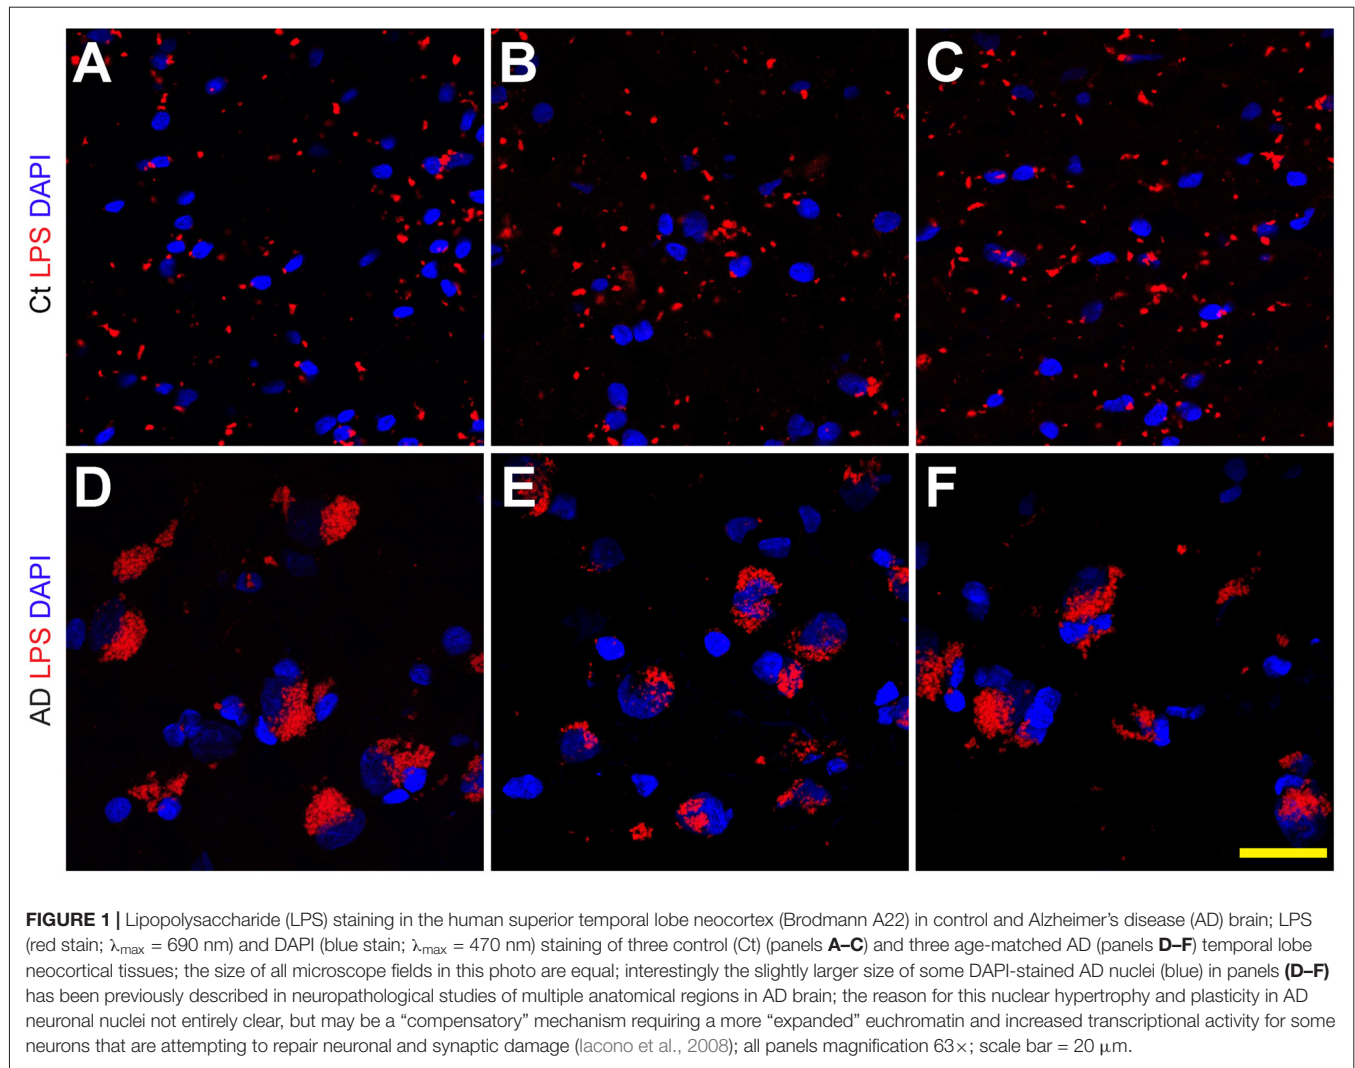 A
B
C
Ct LPS DAPI
D
E
F
AD LPS DAPI
FIGURE 1 | Lipopolysaccharide (LPS) staining in the human superior temporal lobe neocortex (Brodmann A22) in control and Alzheimer's disease (AD) brain; LPS
(red stain; λmax = 690 nm) and DAPI (blue stain; λmax = 470 nm) staining of three control (Ct) (panels A–C) and three age-matched AD (panels D–F) temporal lobe
neocortical tissues; the size of all microscope fields in this photo are equal; interestingly the slightly larger size of some DAPI-stained AD nuclei (blue) in panels (D–F)
has been previously described in neuropathological studies of multiple anatomical regions in AD brain; the reason for this nuclear hypertrophy and plasticity in AD
neuronal nuclei not entirely clear, but may be a “compensatory” mechanism requiring a more “expanded” euchromatin and increased transcriptional activity for some
neurons that are attempting to repair neuronal and synaptic damage (Iacono et al., 2008); all panels magnification 63×; scale bar = 20 μm.